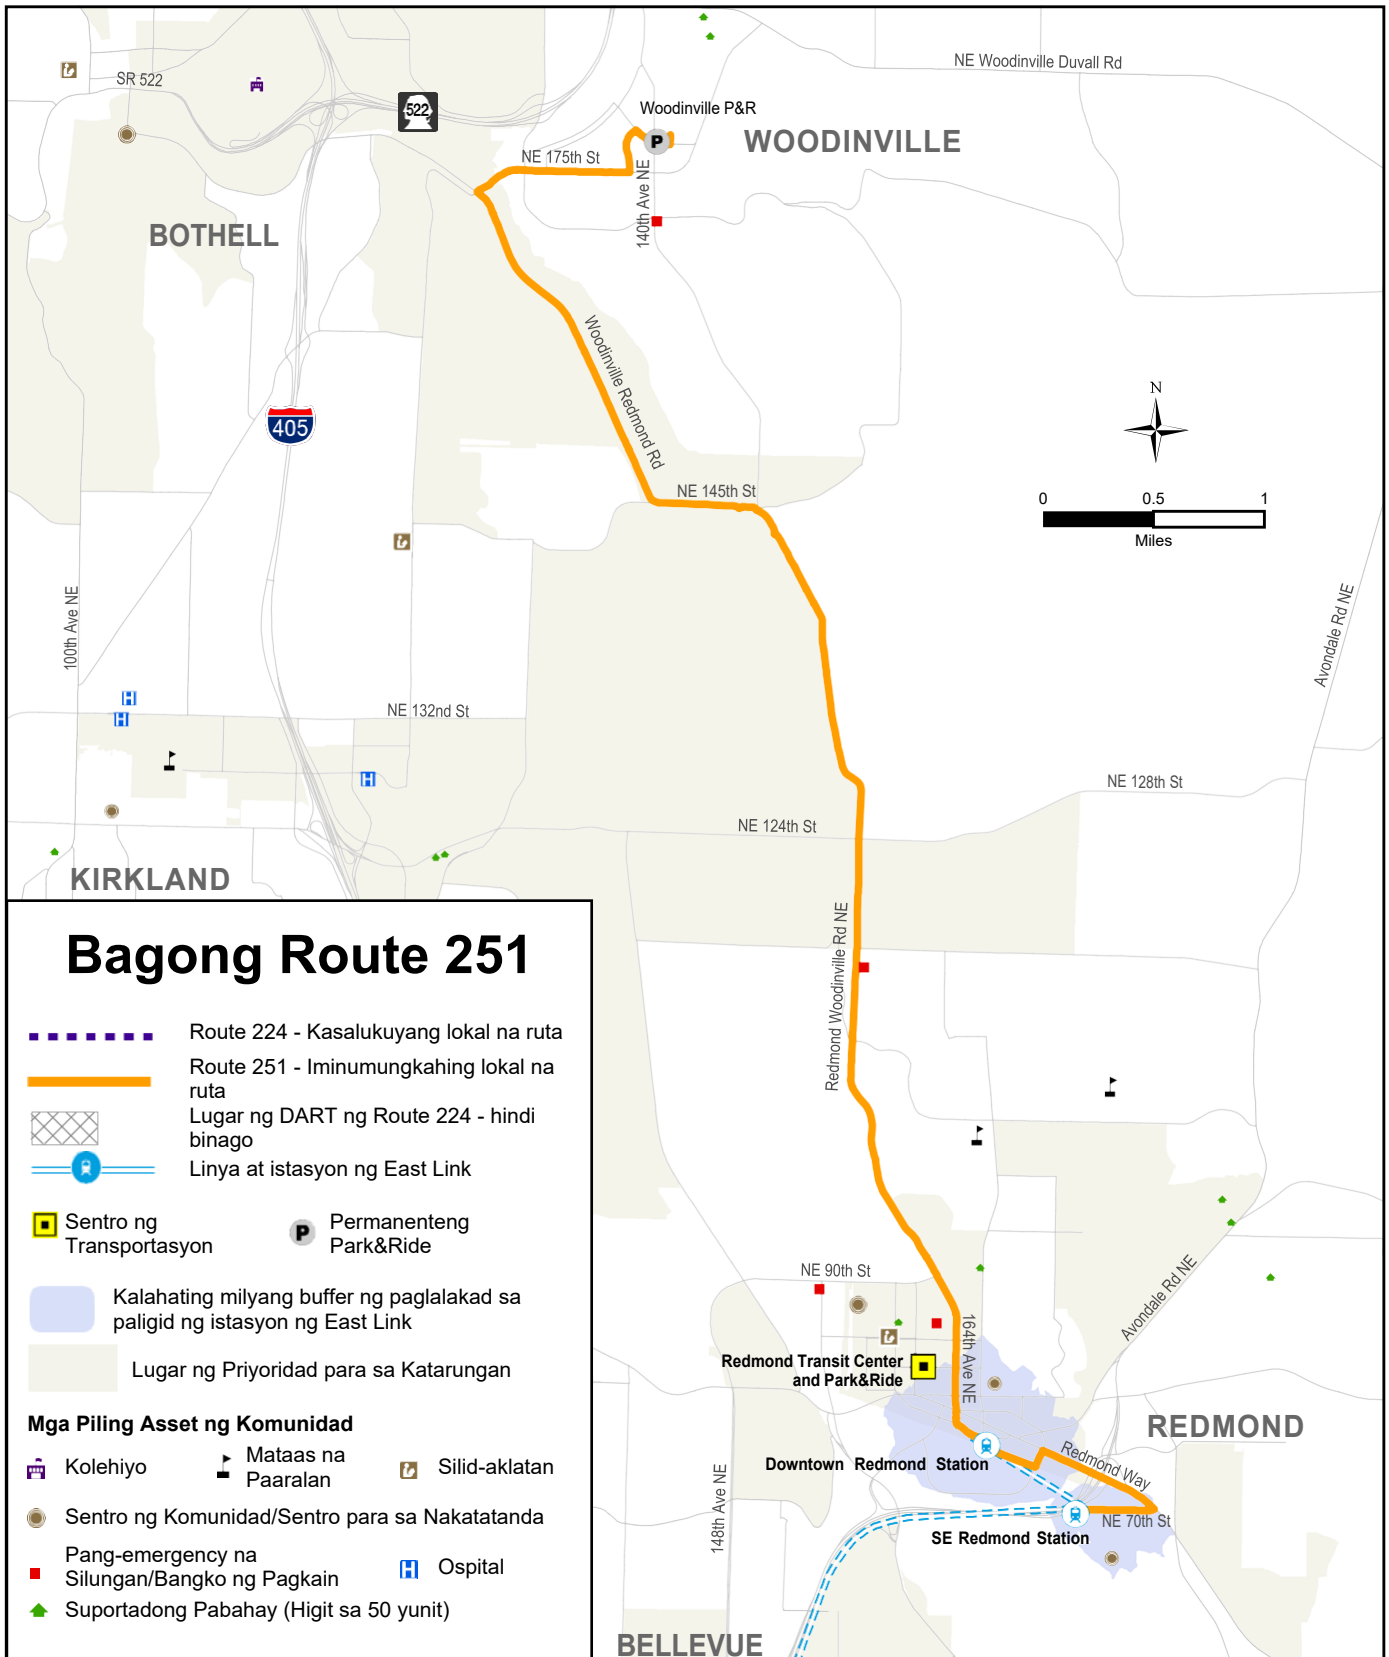 NE Woodinville Duvall Rd
SR 522
522
Woodinville P&R
P
WOODINVILLE
NE 175th St
140th Ave NE
BOTHELL
Woodinville Redmond Rd
405
N
NE 145th St
0 0.5 1
Miles
100th Ave NE
Avondale Rd NE
H
H
NE 132nd St
H
NE 128th St
NE 124th St
KIRKLAND
Redmond Woodinville Rd NE
NE 90th St
Avondale Rd NE
164th Ave NE
Redmond Transit Center
and Park&Ride
REDMOND
Redmond Way
Downtown Redmond Station
148th Ave NE
NE 70th St
SE Redmond Station
BELLEVUE
Bagong Route 251
Route 224 - Kasalukuyang lokal na ruta
Route 251 - Iminumungkahing lokal na
ruta
Lugar ng DART ng Route 224 - hindi
binago
Linya at istasyon ng East Link
Sentro ng
Transportasyon
P
Permanenteng
Park&Ride
Kalahating milyang buffer ng paglalakad sa
paligid ng istasyon ng East Link
Lugar ng Priyoridad para sa Katarungan
Mga Piling Asset ng Komunidad
Kolehiyo
Mataas na
Paaralan
Silid-aklatan
Sentro ng Komunidad/Sentro para sa Nakatatanda
Pang-emergency na
Silungan/Bangko ng Pagkain
H
Ospital
Suportadong Pabahay (Higit sa 50 yunit)